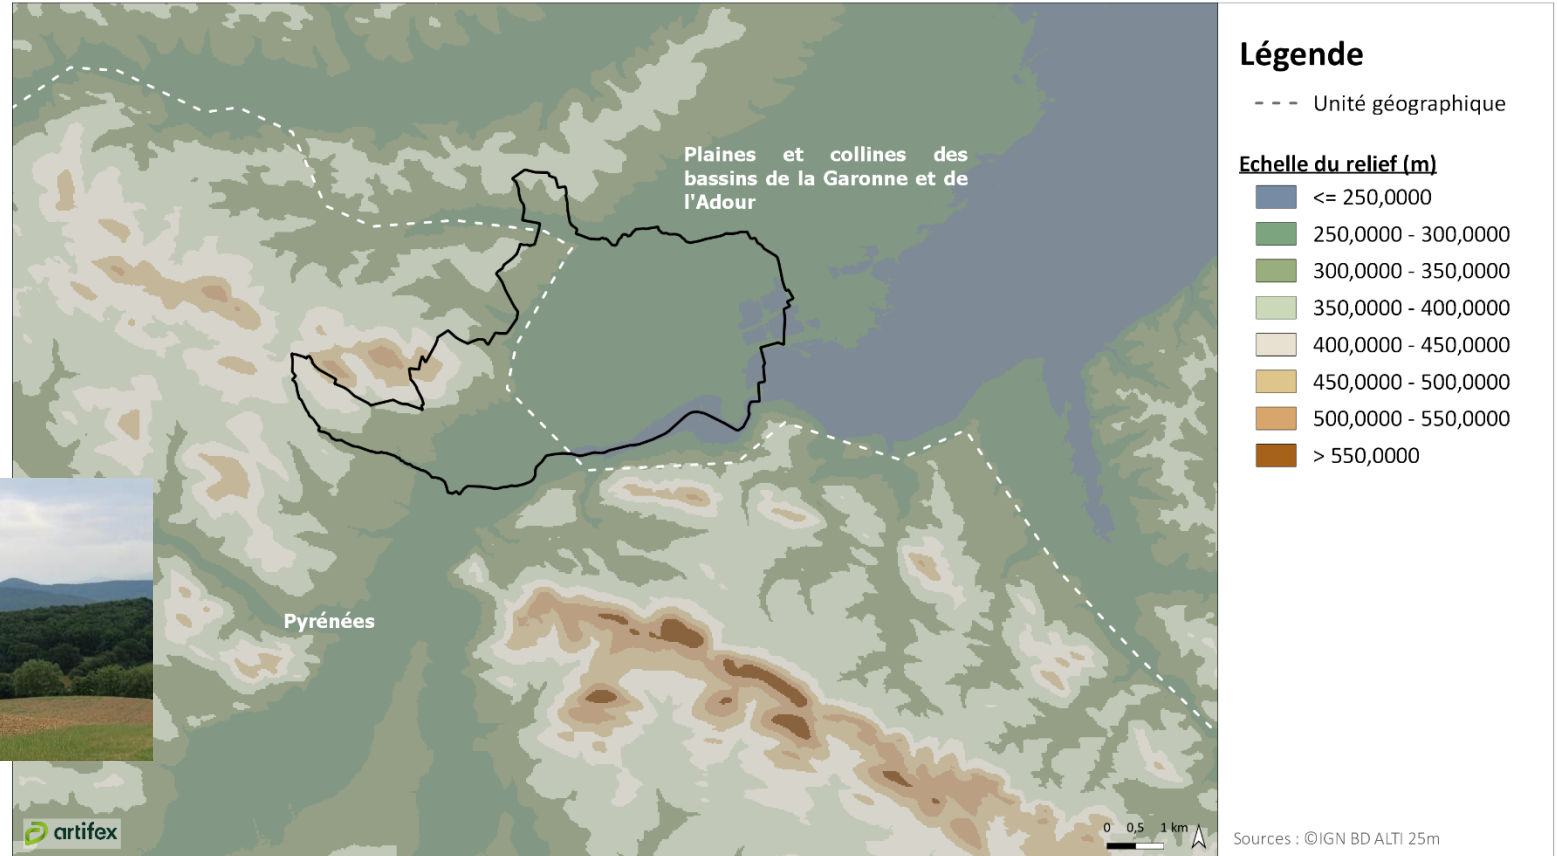 Plaines et collines des
bassins de la Garonne et de
l'Adour
Pyrénées
artifex
0 0,5 1 km
Légende
Unité géographique
Echelle du relief (m)
<= 250,0000
250,0000 - 300,0000
300,0000 - 350,0000
350,0000 - 400,0000
400,0000 - 450,0000
450,0000 - 500,0000
500,0000 - 550,0000
> 550,0000
Sources : ©IGN BD ALTI 25m